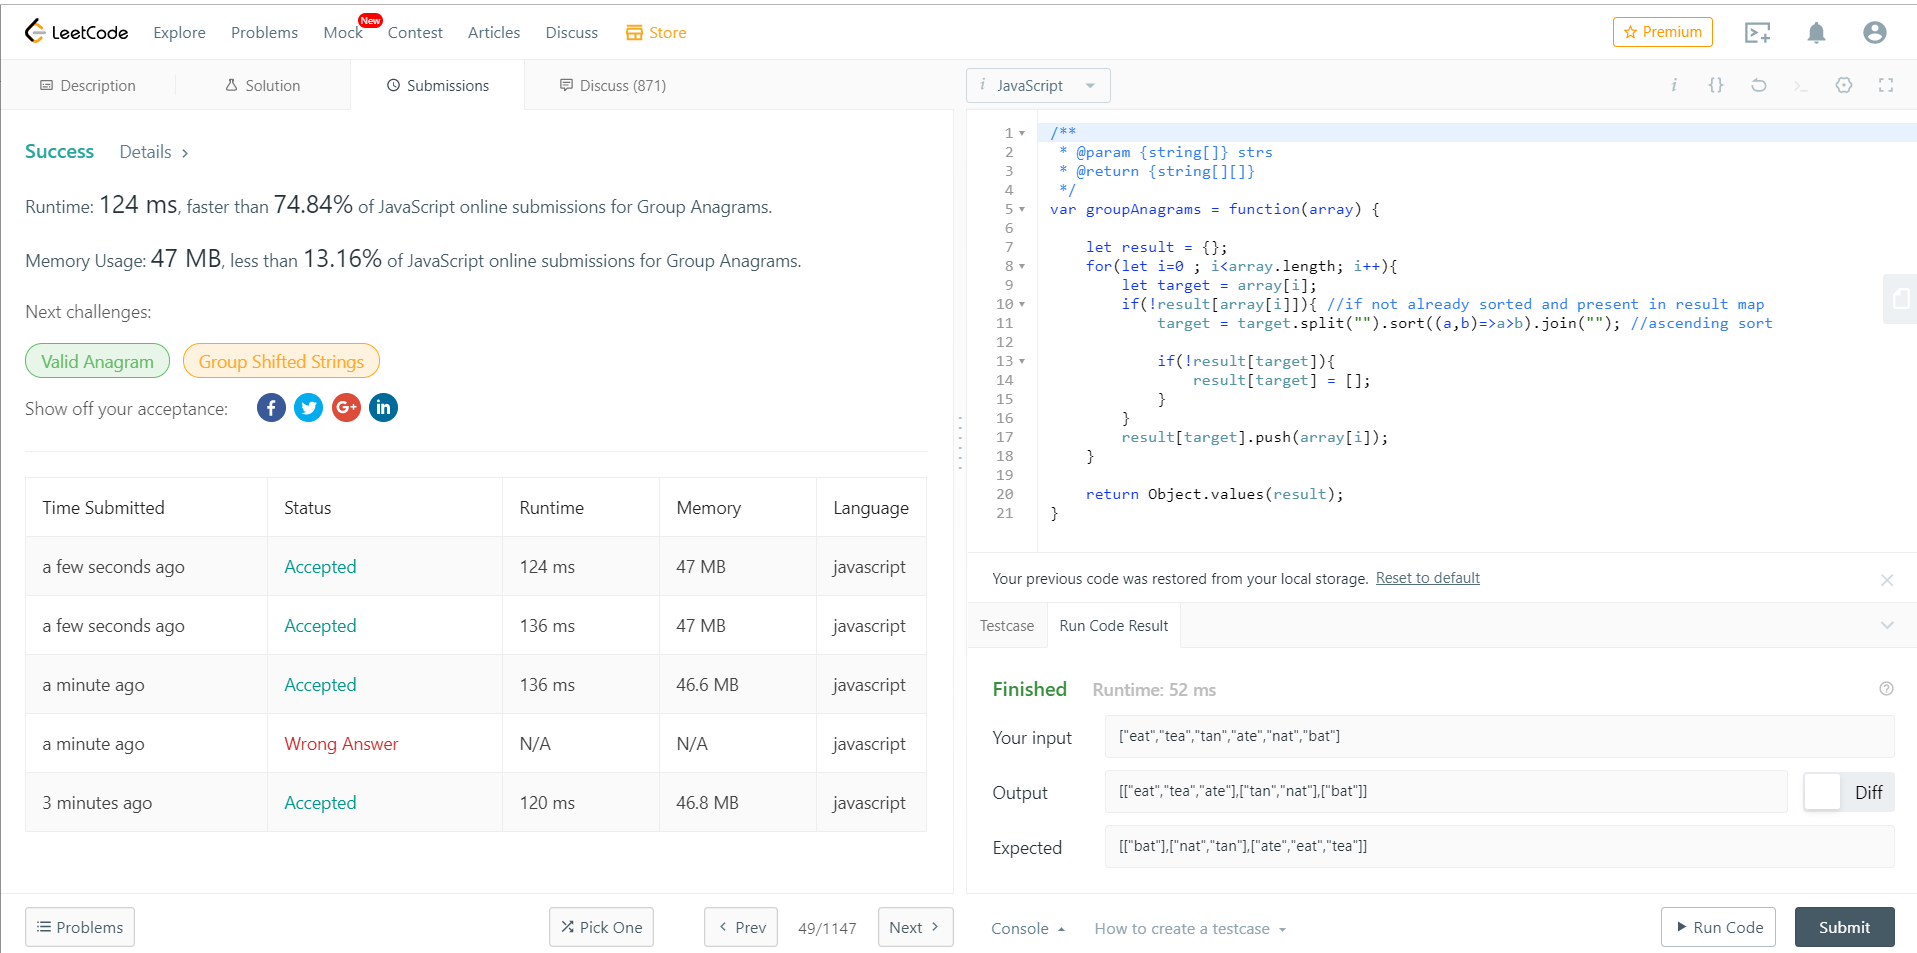 LeetCode Explore Problems Mock New Contest Articles Discuss Store Premium
Description Solution Submissions Discuss (871)
Success Details >
Runtime: 124 ms, faster than 74.84% of JavaScript online submissions for Group Anagrams.
Memory Usage: 47 MB, less than 13.16% of JavaScript online submissions for Group Anagrams.
Next challenges:
Valid Anagram Group Shifted Strings
Show off your acceptance:
Time Submitted Status Runtime Memory Language
a few seconds ago Accepted 124 ms 47 MB javascript
a few seconds ago Accepted 136 ms 47 MB javascript
a minute ago Accepted 136 ms 46.6 MB javascript
a minute ago Wrong Answer N/A N/A javascript
3 minutes ago Accepted 120 ms 46.8 MB javascript
Problems Pick One < Prev 49/1147 Next >
i JavaScript
1 /**
2  * @param {string[]} strs
3  * @return {string[][]}
4  */
5 var groupAnagrams = function(array) {
6
7     let result = {};
8     for(let i=0 ; i<array.length; i++){
9         let target = array[i];
10         if(!result[array[i]]){ //if not already sorted and present in result map
11             target = target.split("").sort((a,b)=>a>b).join(""); //ascending sort
12
13             if(!result[target]){
14                 result[target] = [];
15             }
16         }
17         result[target].push(array[i]);
18     }
19
20     return Object.values(result);
21 }
Your previous code was restored from your local storage. Reset to default
Testcase Run Code Result
Finished Runtime: 52 ms
Your input ["eat","tea","tan","ate","nat","bat"]
Output [["eat","tea","ate"],["tan","nat"],["bat"]] Diff
Expected [["bat"],["nat","tan"],["ate","eat","tea"]]
Console How to create a testcase Run Code Submit